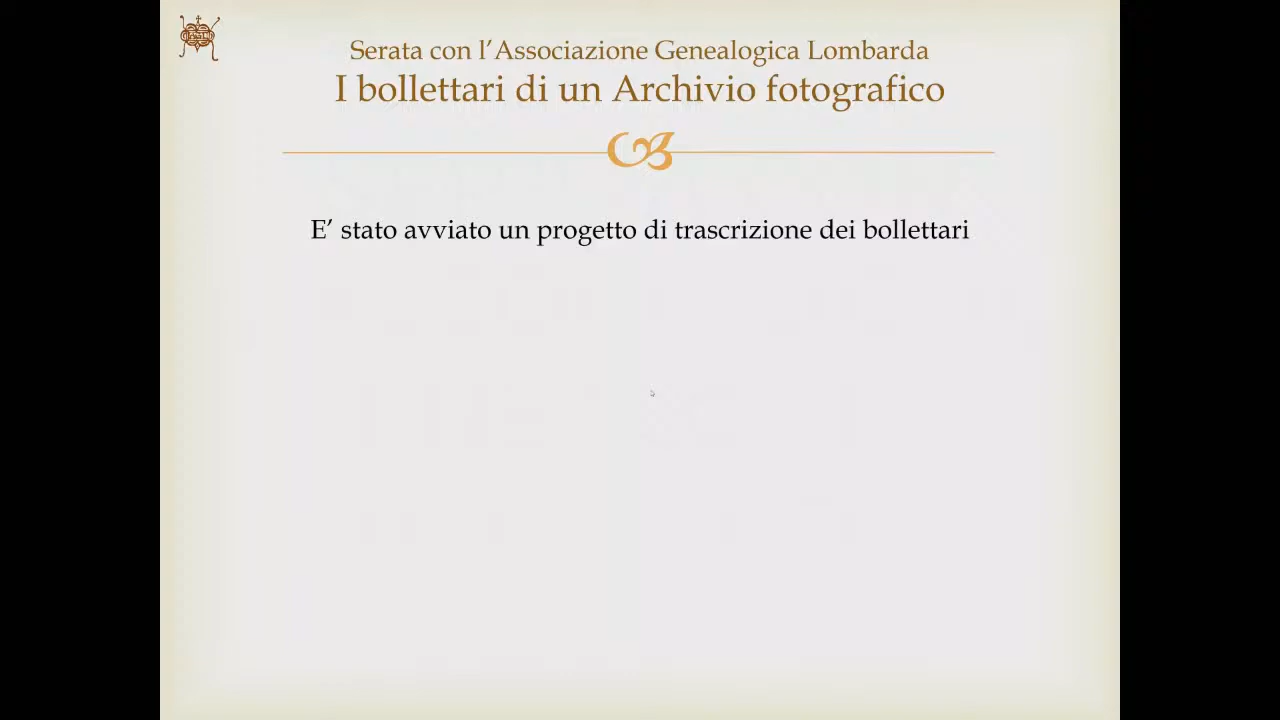 Serata con l’Associazione Genealogica Lombarda
I bollettari di un Archivio fotografico
E’ stato avviato un progetto di trascrizione dei bollettari